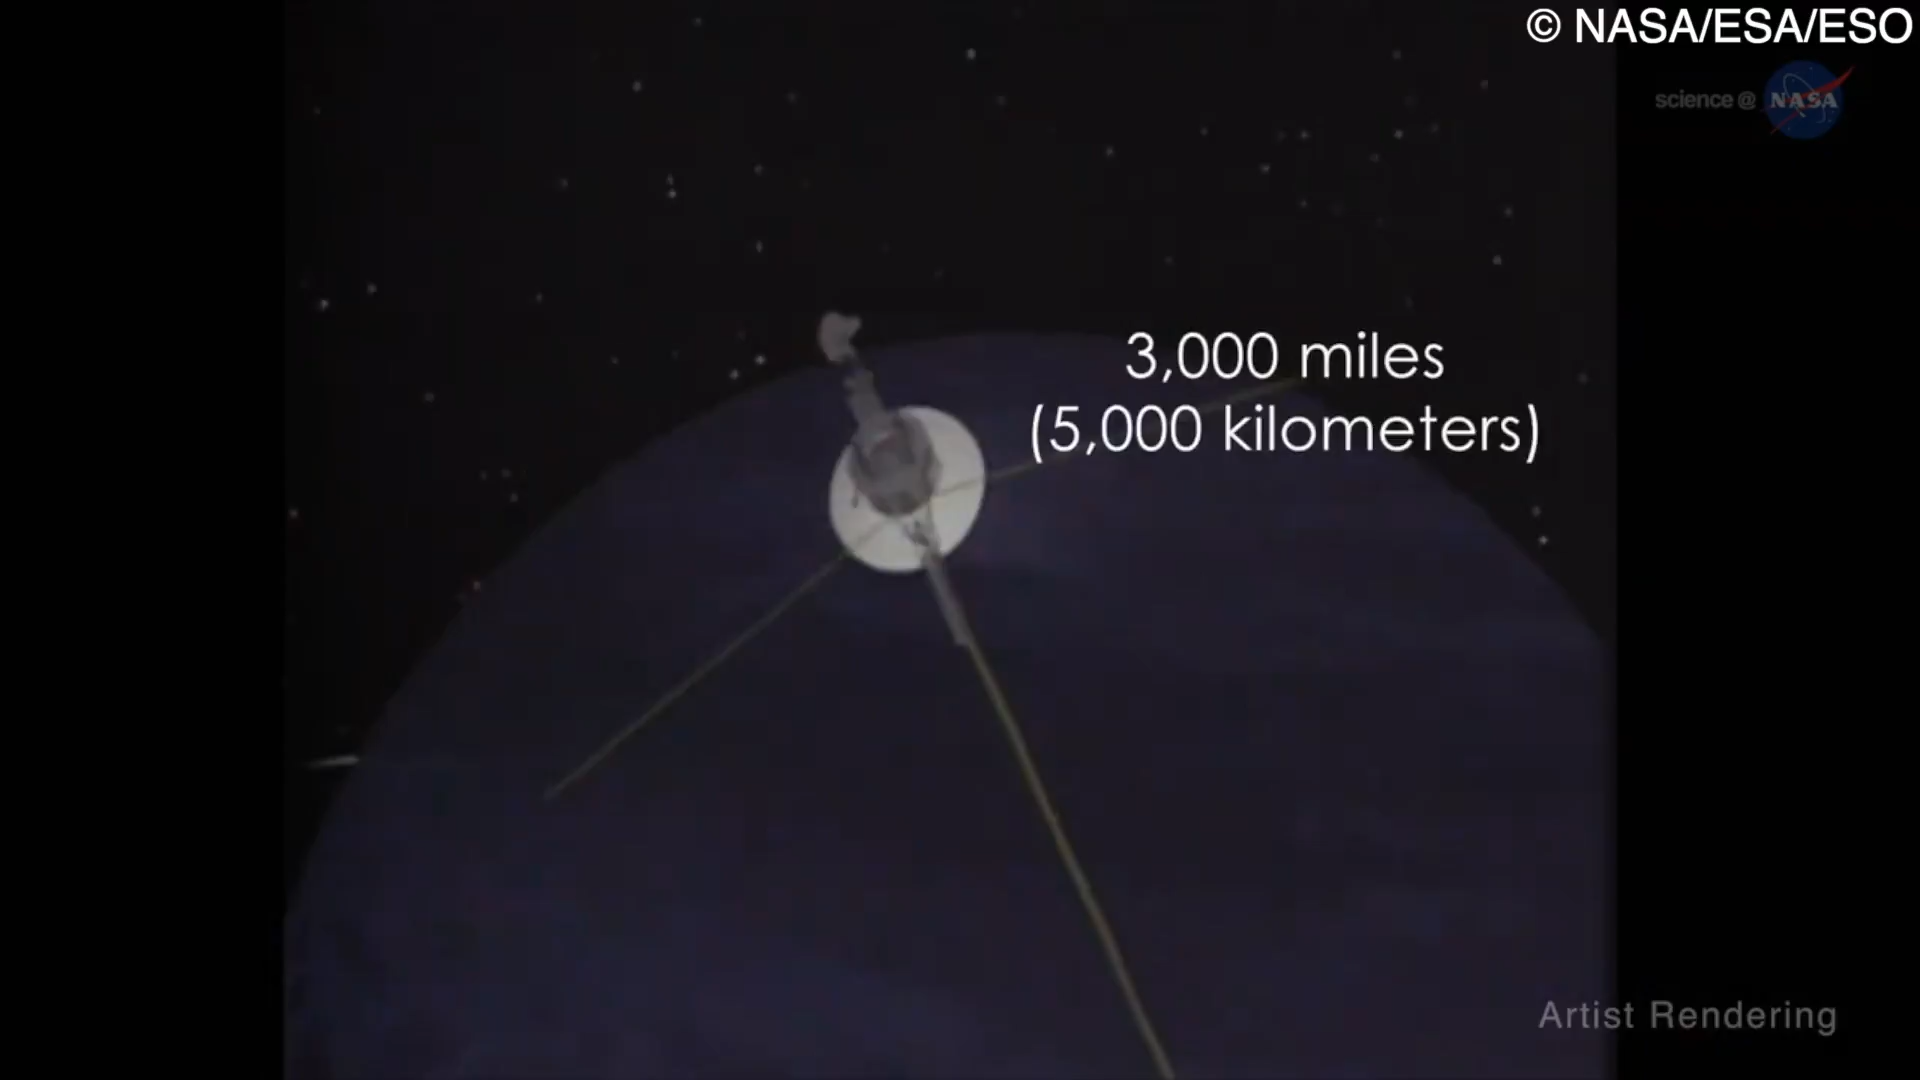 © NASA/ESA/ESO
science@ NASA
3,000 miles
(5,000 kilometers)
Artist Rendering